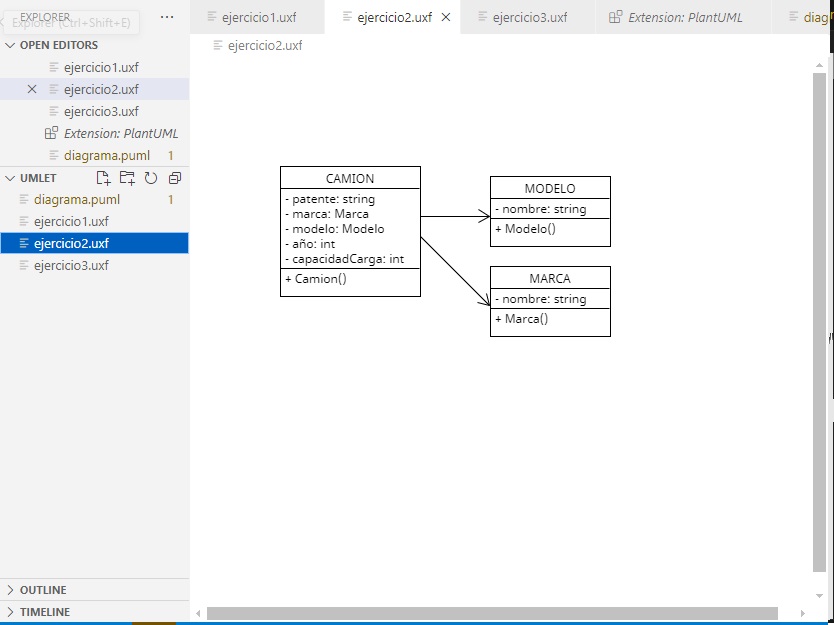 EXPLORER
Explorer (Ctrl+Shift+E)
OPEN EDITORS
ejercicio1.uxf
ejercicio2.uxf
ejercicio3.uxf
Extension: PlantUML
diagrama.puml 1
UMLET
diagrama.puml 1
ejercicio1.uxf
ejercicio2.uxf
ejercicio3.uxf
OUTLINE
TIMELINE
ejercicio1.uxf ejercicio2.uxf ejercicio3.uxf Extension: PlantUML diagr
ejercicio2.uxf
CAMION
- patente: string
- marca: Marca
- modelo: Modelo
- año: int
- capacidadCarga: int
+ Camion()
MODELO
- nombre: string
+ Modelo()
MARCA
- nombre: string
+ Marca()